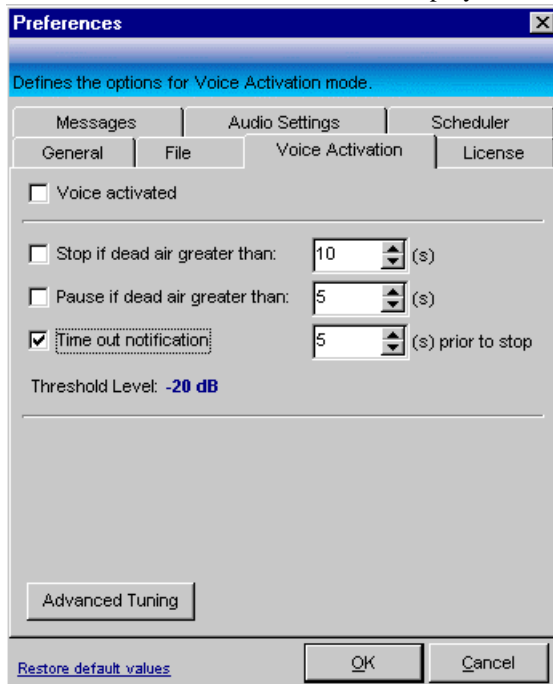 Preferences
Defines the options for Voice Activation mode.
Messages Audio Settings Scheduler
General File Voice Activation License
Voice activated
Stop if dead air greater than: 10 (s)
Pause if dead air greater than: 5 (s)
Time out notification 5 (s) prior to stop
Threshold Level: -20 dB
Advanced Tuning
Restore default values OK Cancel